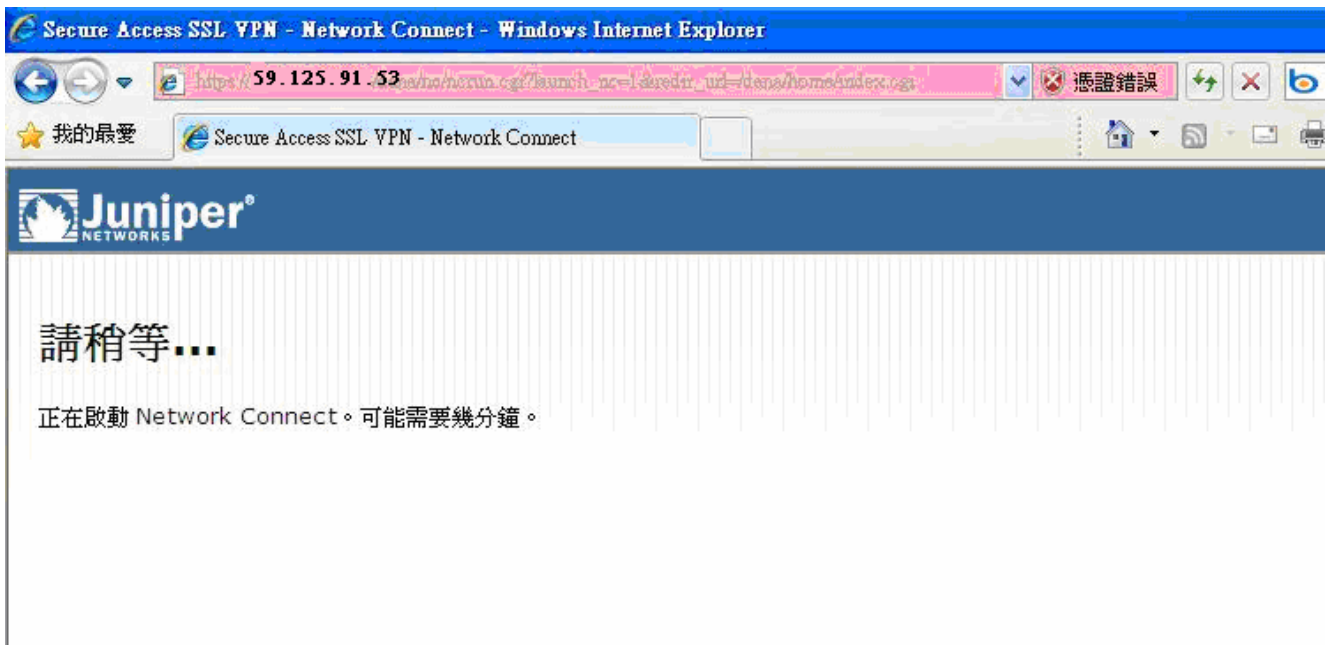 Secure Access SSL VPN - Network Connect - Windows Internet Explorer
https://59.125.91.53 憑證錯誤
我的最愛 Secure Access SSL VPN - Network Connect
Juniper®
NETWORKS
請稍等...
正在啟動 Network Connect。可能需要幾分鐘。